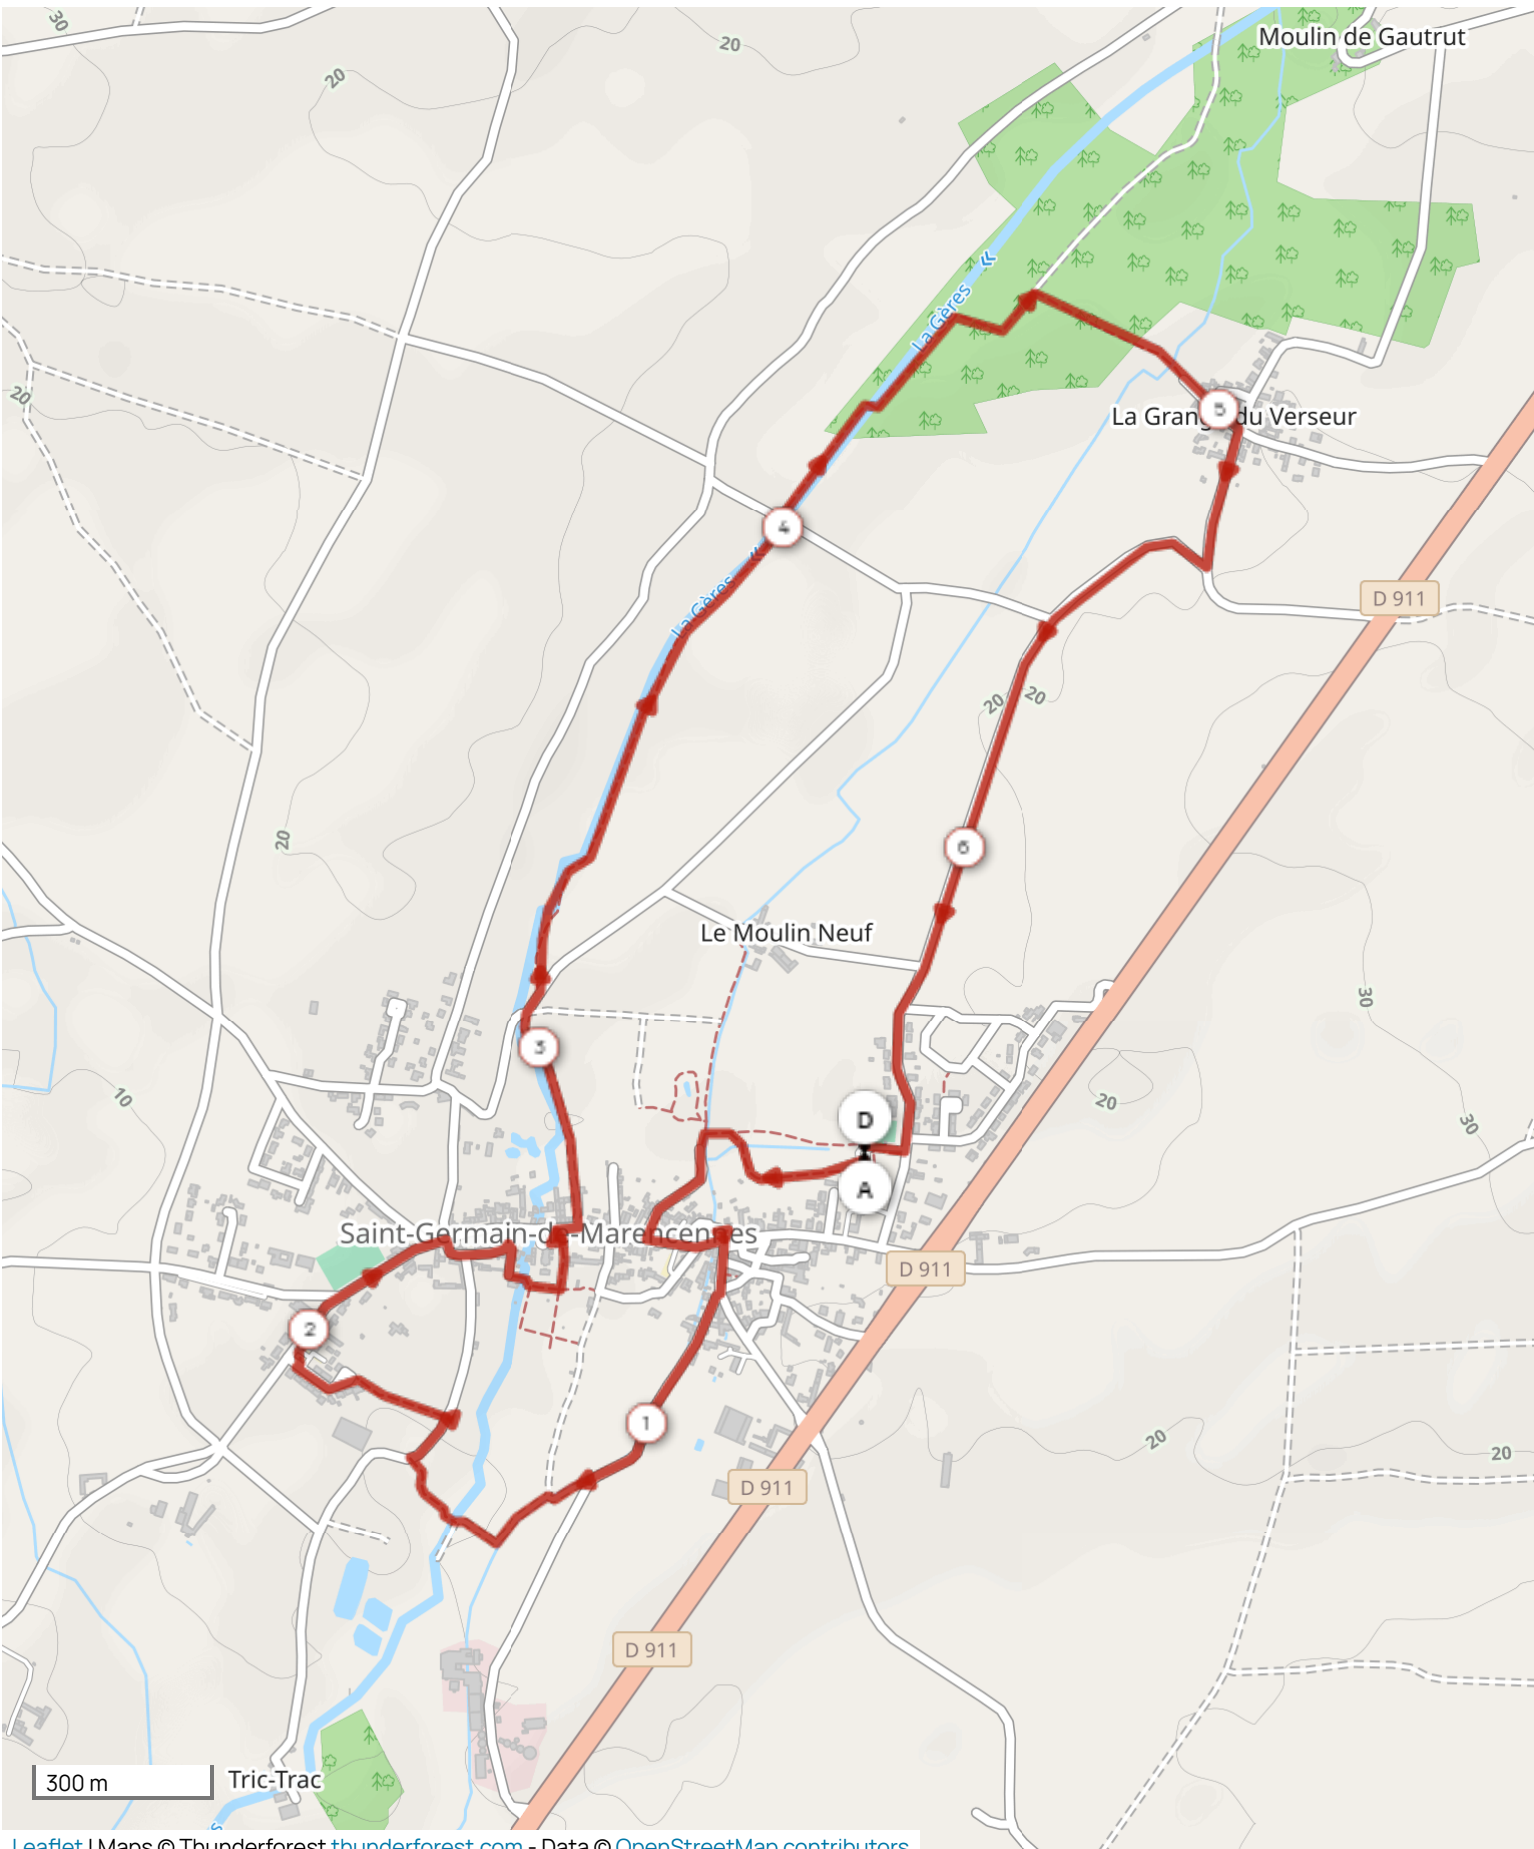 30
20
Moulin de Gautrut
20
La Gères
«
20
La Grange du Verseur
5
4
«
La Gères
D 911
20
20
20
6
Le Moulin Neuf
30
3
10
20
D
30
A
Saint-Germain-de-Marencennes
D 911
2
1
20
20
D 911
D 911
300 m
Tric-Trac
Leaflet | Maps © Thunderforest thunderforest.com - Data © OpenStreetMap contributors